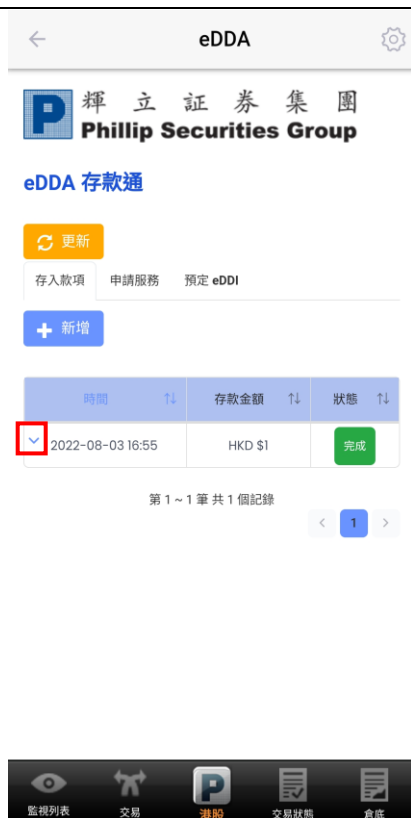 eDDA
輝立証券集團
Phillip Securities Group
eDDA 存款通
更新
存入款項 申請服務 預定 eDDI
新增
時間 存款金額 狀態
2022-08-03 16:55 HKD $1 完成
第 1 ~ 1 筆 共 1 個記錄
< 1 >
監視列表 交易 港股 交易狀態 倉底